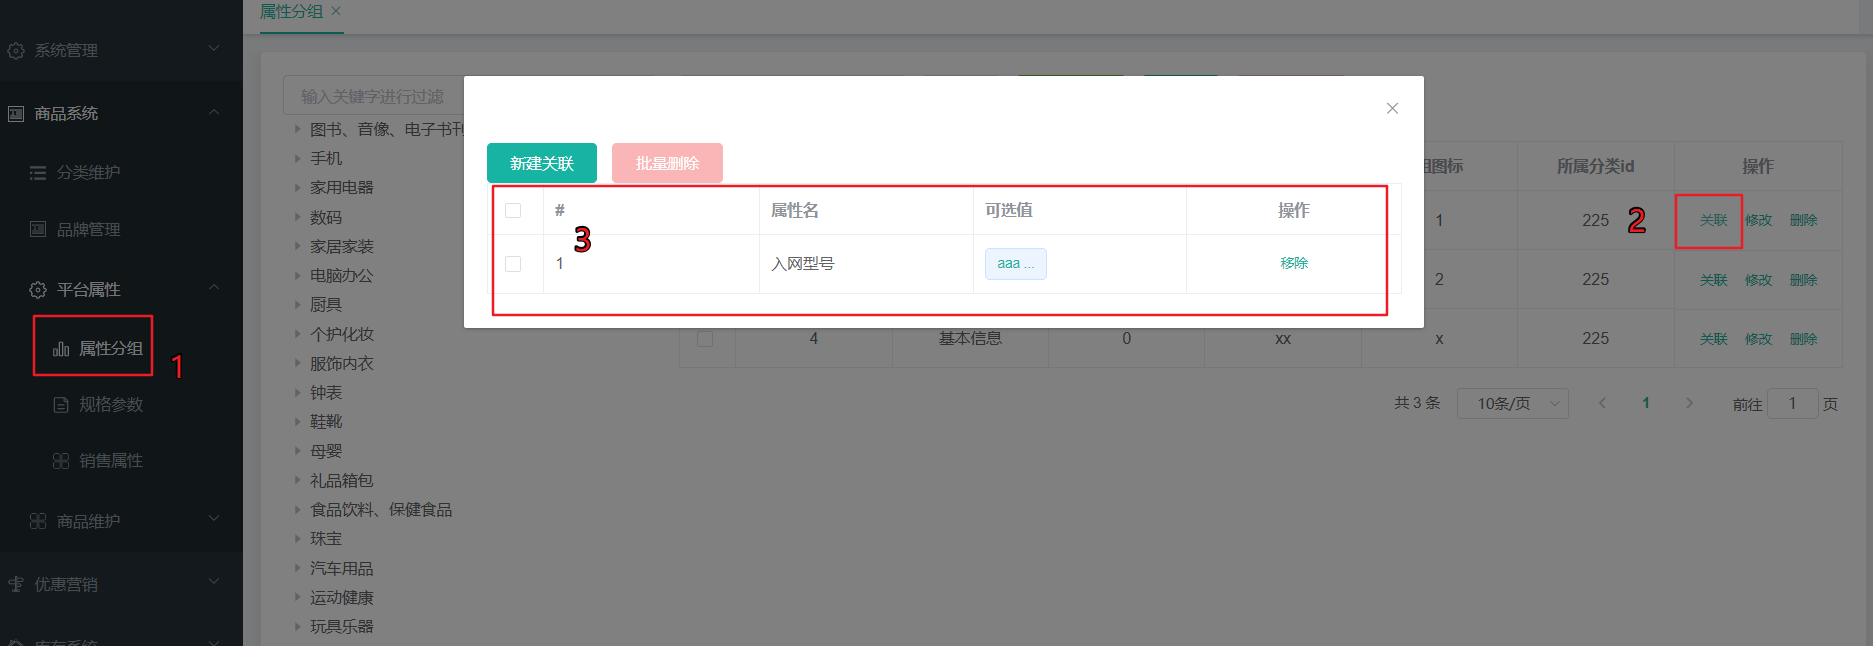 属性分组 ×
系统管理
商品系统
分类维护
品牌管理
平台属性
属性分组
1
规格参数
销售属性
商品维护
优惠营销
库存系统
输入关键字进行过滤
图书、音像、电子书刊
手机
家用电器
数码
家居家装
电脑办公
厨具
个护化妆
服饰内衣
钟表
鞋靴
母婴
礼品箱包
食品饮料、保健食品
珠宝
汽车用品
运动健康
玩具乐器
新建关联 批量删除
# 属性名 可选值 操作
3
1 入网型号 aaa ... 移除
组图标 所属分类id 操作
1 225 2 关联 修改 删除
2 225 关联 修改 删除
4 基本信息 0 xx x 225 关联 修改 删除
共 3 条 10条/页 1 前往 1 页